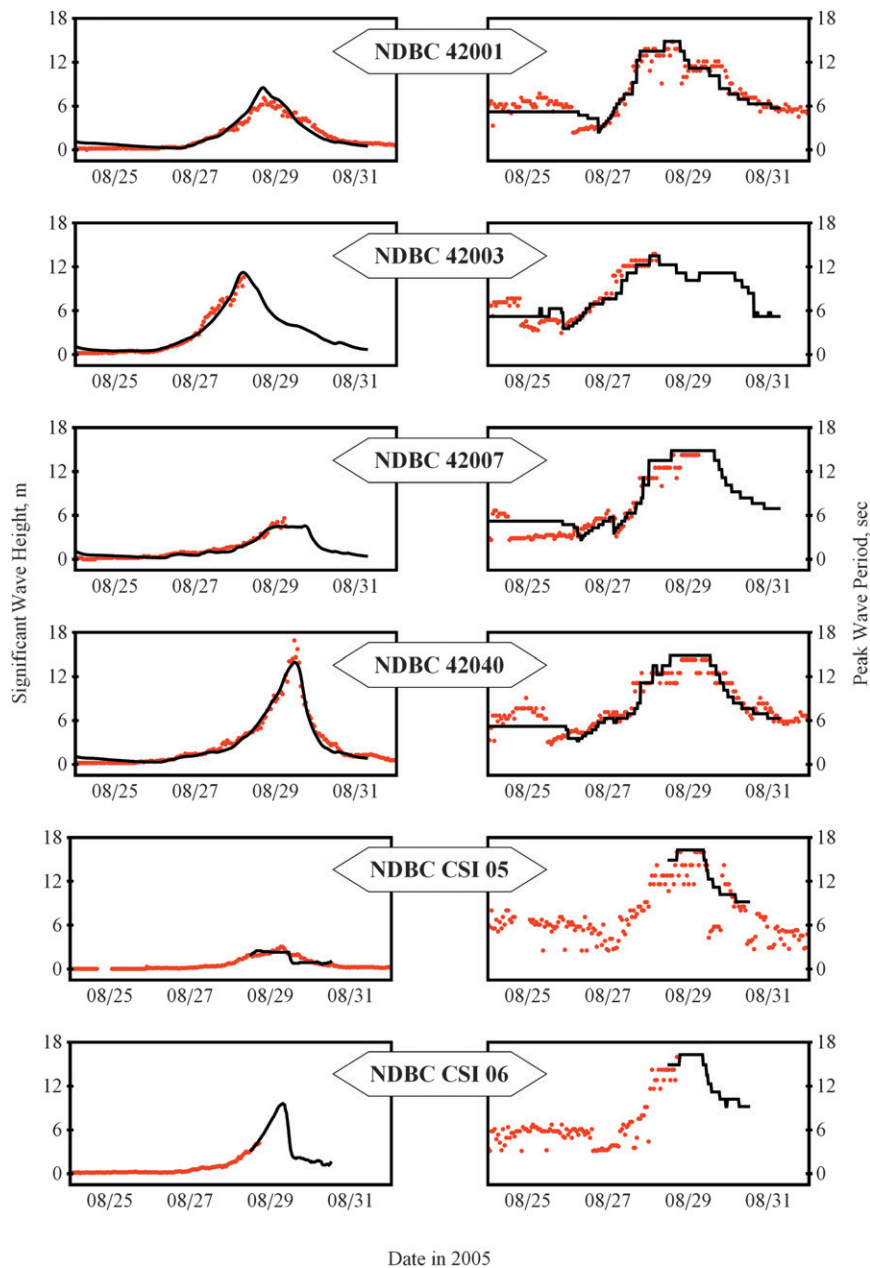 18 NDBC 42001 18
12 12
6 6
0 0
08/25 08/27 08/29 08/31 08/25 08/27 08/29 08/31
18 NDBC 42003 18
12 12
6 6
0 0
08/25 08/27 08/29 08/31 08/25 08/27 08/29 08/31
18 NDBC 42007 18
12 12
6 6
0 0
08/25 08/27 08/29 08/31 08/25 08/27 08/29 08/31
Significant Wave Height, m
Peak Wave Period, sec
18 NDBC 42040 18
12 12
6 6
0 0
08/25 08/27 08/29 08/31 08/25 08/27 08/29 08/31
18 NDBC CSI 05 18
12 12
6 6
0 0
08/25 08/27 08/29 08/31 08/25 08/27 08/29 08/31
18 NDBC CSI 06 18
12 12
6 6
0 0
08/25 08/27 08/29 08/31 08/25 08/27 08/29 08/31
Date in 2005